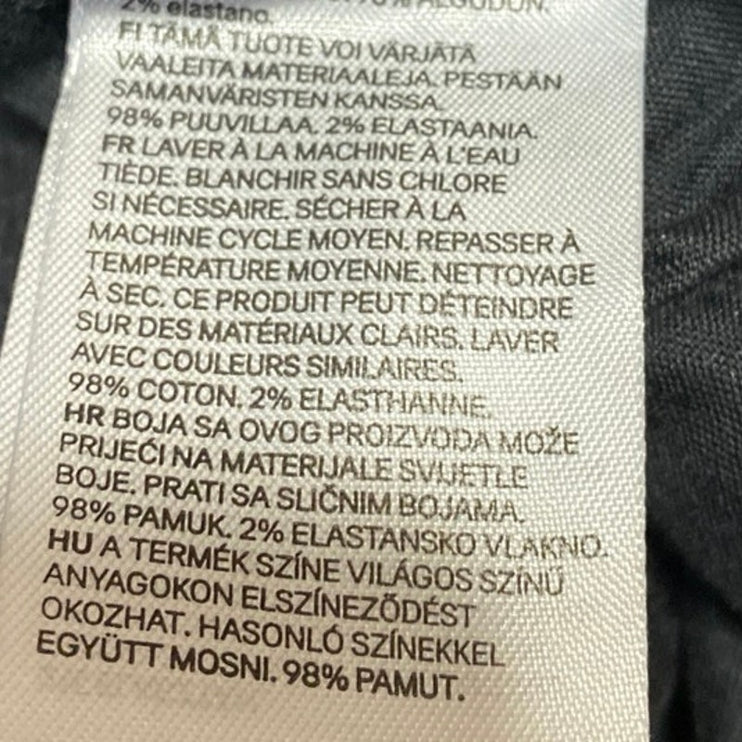 2% elastano.
98% ALGODÓN.
FI TÄMÄ TUOTE VOI VÄRJÄTÄ
VAALEITA MATERIAALEJA. PESTÄÄN
SAMANVÄRISTEN KANSSA.
98% PUUVILLAA. 2% ELASTAANIA.
FR LAVER À LA MACHINE À L'EAU
TIÈDE. BLANCHIR SANS CHLORE
SI NÉCESSAIRE. SÉCHER À LA
MACHINE CYCLE MOYEN. REPASSER À
TEMPÉRATURE MOYENNE. NETTOYAGE
À SEC. CE PRODUIT PEUT DÉTEINDRE
SUR DES MATÉRIAUX CLAIRS. LAVER
AVEC COULEURS SIMILAIRES.
98% COTON. 2% ELASTHANNE.
HR BOJA SA OVOG PROIZVODA MOŽE
PRIJEĆI NA MATERIJALE SVIJETLE
BOJE. PRATI SA SLIČNIM BOJAMA.
98% PAMUK. 2% ELASTANSKO VLAKNO.
HU A TERMÉK SZÍNE VILÁGOS SZÍNŰ
ANYAGOKON ELSZÍNEZŐDÉST
OKOZHAT. HASONLÓ SZÍNEKKEL
EGYÜTT MOSNI. 98% PAMUT.